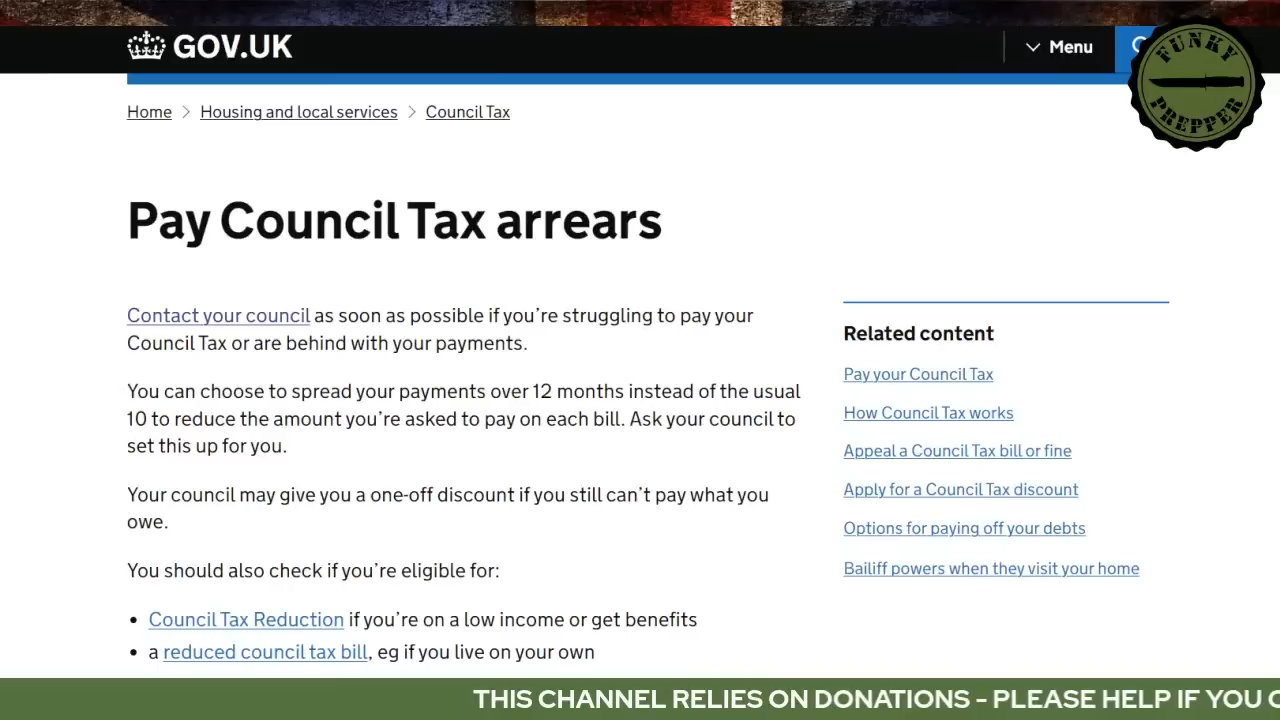 GOV.UK
Menu
FUNKY
PREPPER
Home
Housing and local services
Council Tax
Pay Council Tax arrears
Contact your council as soon as possible if you’re struggling to pay your
Council Tax or are behind with your payments.
You can choose to spread your payments over 12 months instead of the usual
10 to reduce the amount you’re asked to pay on each bill. Ask your council to
set this up for you.
Your council may give you a one-off discount if you still can’t pay what you
owe.
You should also check if you’re eligible for:
• Council Tax Reduction if you’re on a low income or get benefits
• a reduced council tax bill, eg if you live on your own
Related content
Pay your Council Tax
How Council Tax works
Appeal a Council Tax bill or fine
Apply for a Council Tax discount
Options for paying off your debts
Bailiff powers when they visit your home
THIS CHANNEL RELIES ON DONATIONS - PLEASE HELP IF YOU